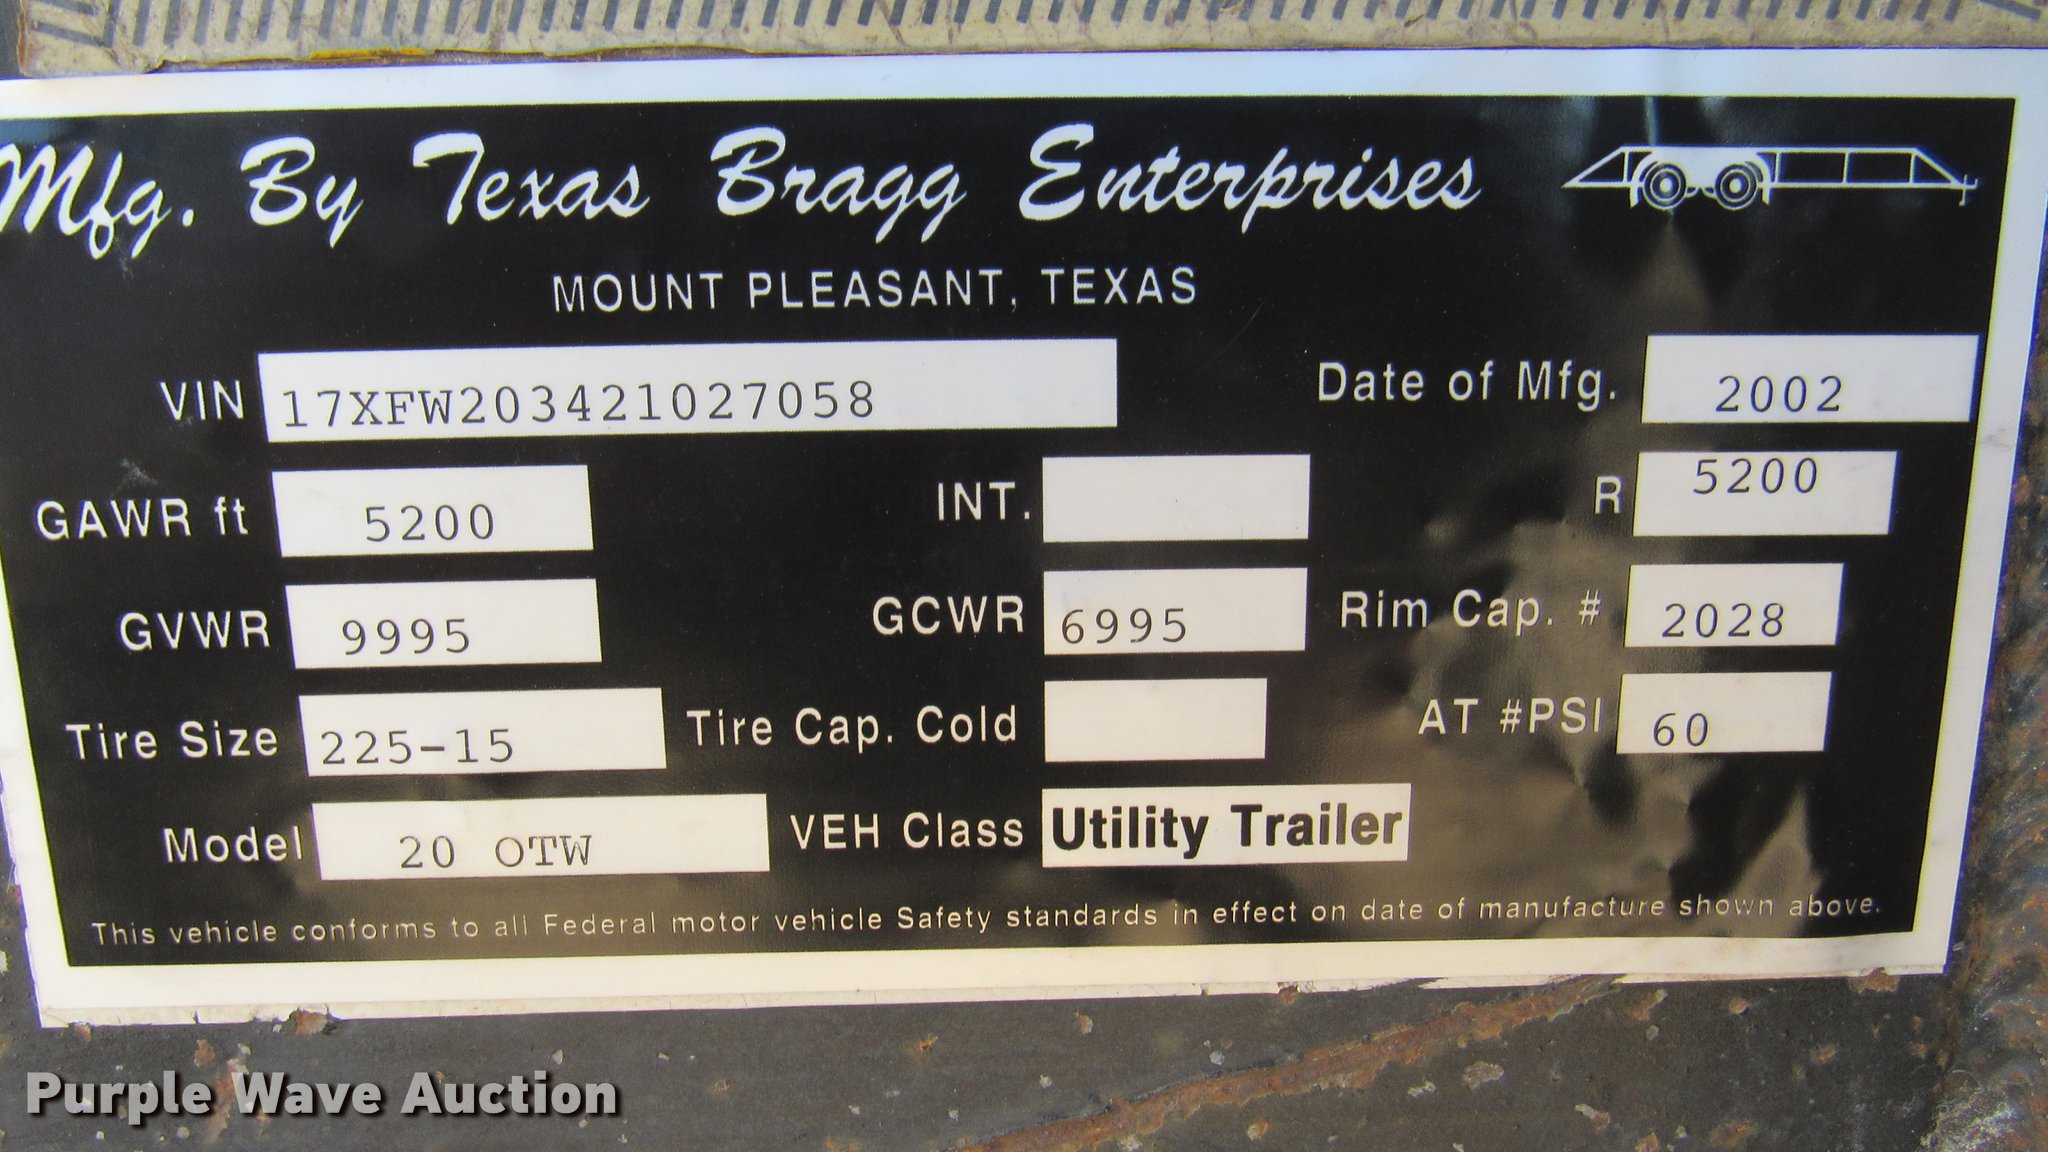 Mfg. By Texas Bragg Enterprises
MOUNT PLEASANT, TEXAS
VIN 17XFW203421027058 Date of Mfg. 2002
GAWR ft 5200 INT. R 5200
GVWR 9995 GCWR 6995 Rim Cap. # 2028
Tire Size 225-15 Tire Cap. Cold AT #PSI 60
Model 20 OTW VEH Class Utility Trailer
This vehicle conforms to all Federal motor vehicle Safety standards in effect on date of manufacture shown above.
Purple Wave Auction